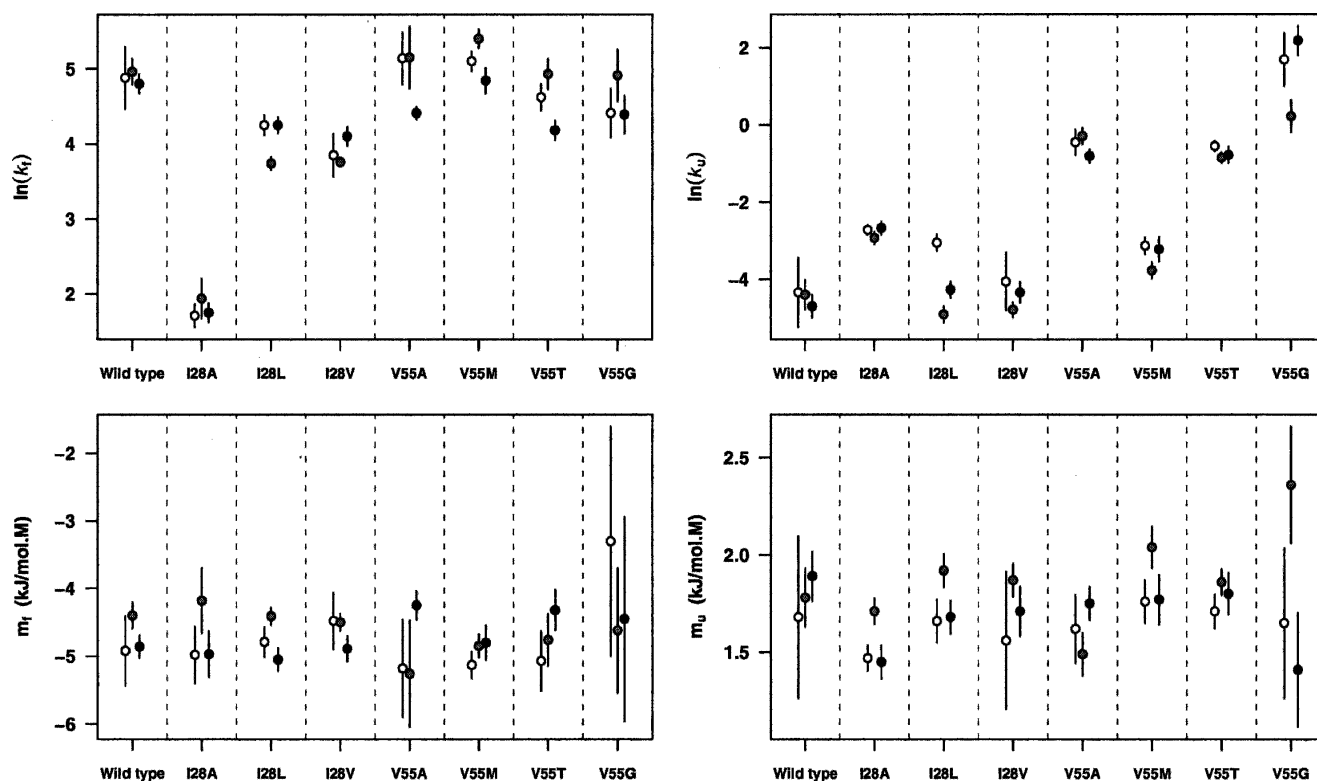 ln(kf)
5
4
3
2
Wild type I28A I28L I28V V55A V55M V55T V55G
ln(ku)
2
0
−2
−4
Wild type I28A I28L I28V V55A V55M V55T V55G
mf (kJ/mol.M)
−2
−3
−4
−5
−6
Wild type I28A I28L I28V V55A V55M V55T V55G
mu (kJ/mol.M)
2.5
2.0
1.5
Wild type I28A I28L I28V V55A V55M V55T V55G